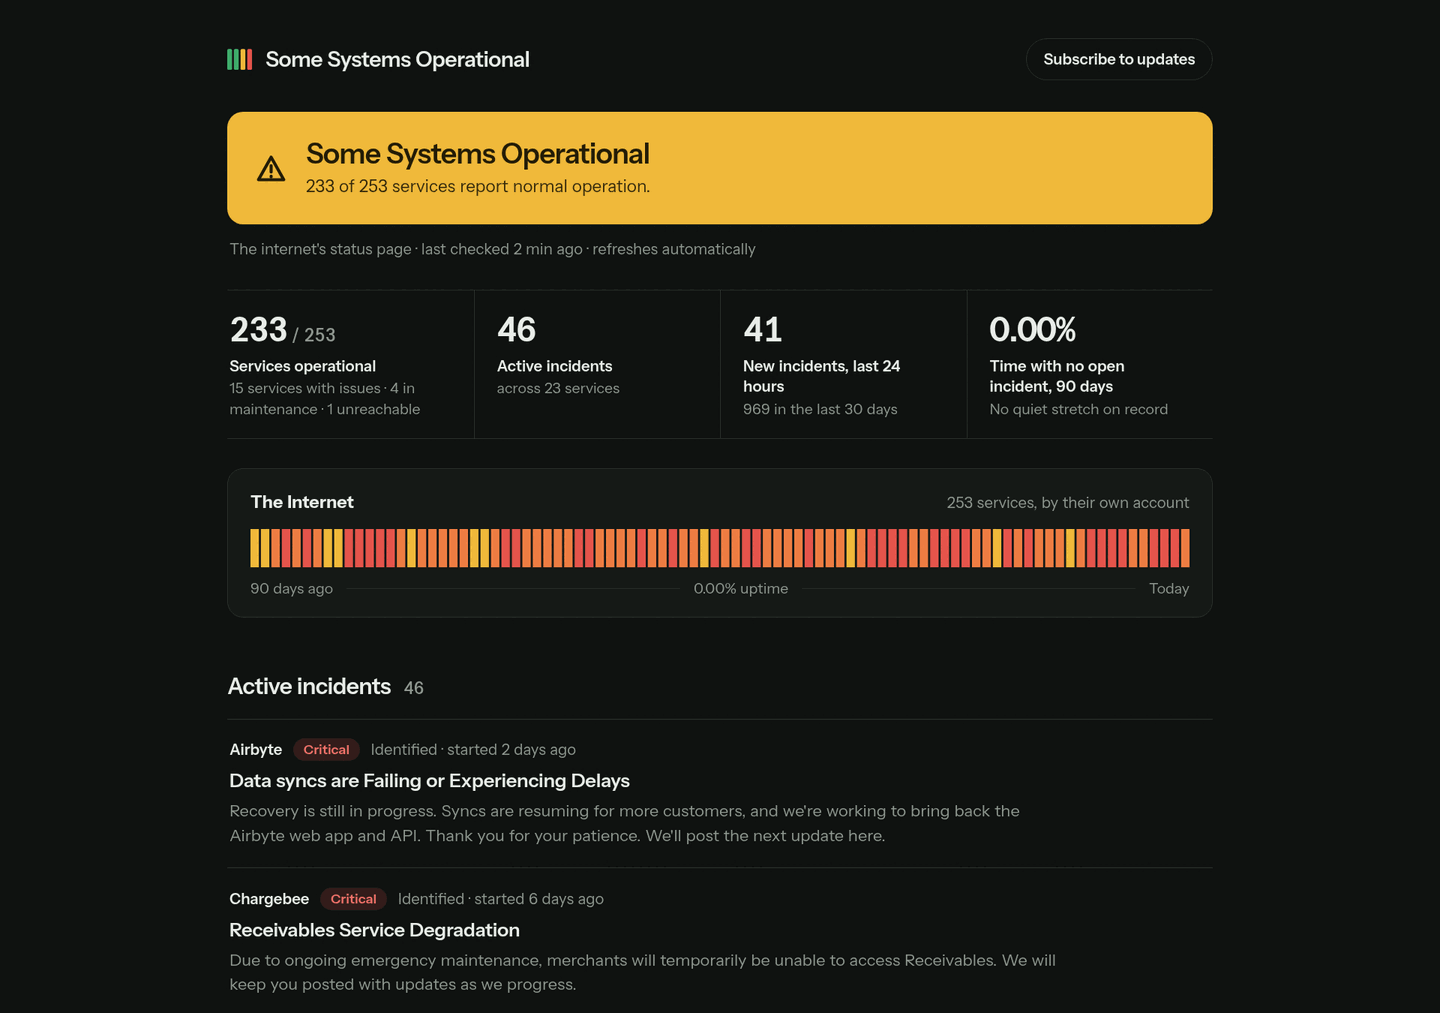 Some Systems Operational
Subscribe to updates
Some Systems Operational
233 of 253 services report normal operation.
The internet's status page · last checked 2 min ago · refreshes automatically
233 / 253
Services operational
15 services with issues · 4 in
maintenance · 1 unreachable
46
Active incidents
across 23 services
41
New incidents, last 24
hours
969 in the last 30 days
0.00%
Time with no open
incident, 90 days
No quiet stretch on record
The Internet
253 services, by their own account
90 days ago
0.00% uptime
Today
Active incidents 46
Airbyte Critical Identified · started 2 days ago
Data syncs are Failing or Experiencing Delays
Recovery is still in progress. Syncs are resuming for more customers, and we're working to bring back the
Airbyte web app and API. Thank you for your patience. We'll post the next update here.
Chargebee Critical Identified · started 6 days ago
Receivables Service Degradation
Due to ongoing emergency maintenance, merchants will temporarily be unable to access Receivables. We will
keep you posted with updates as we progress.